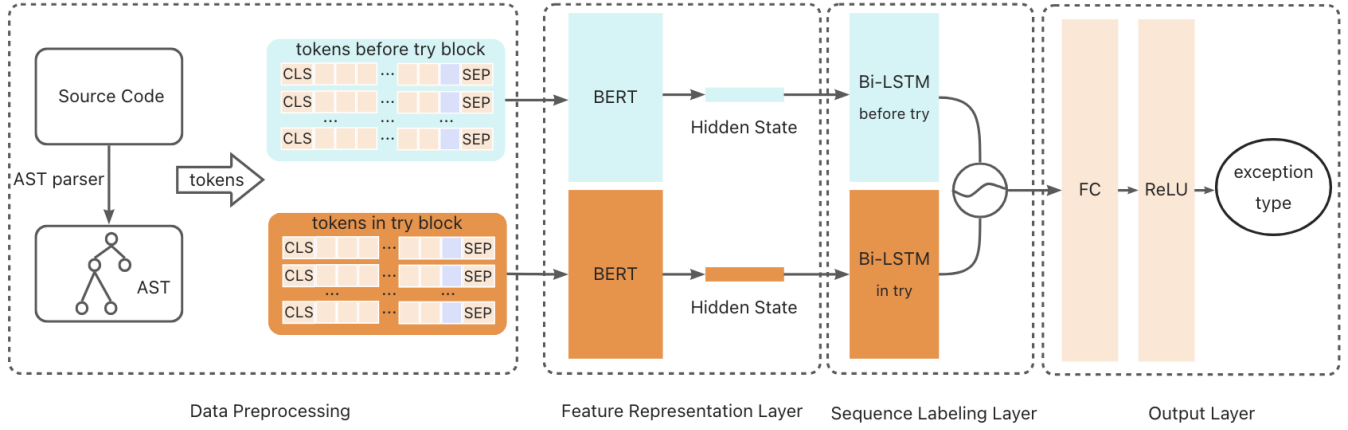 Source Code
AST parser
AST
tokens
tokens before try block
CLS ... SEP
CLS ... SEP
... ... ...
CLS ... SEP
tokens in try block
CLS ... SEP
CLS ... SEP
... ... ...
CLS ... SEP
BERT
Hidden State
BERT
Hidden State
Bi-LSTM
before try
Bi-LSTM
in try
FC
ReLU
exception
type
Data Preprocessing
Feature Representation Layer
Sequence Labeling Layer
Output Layer